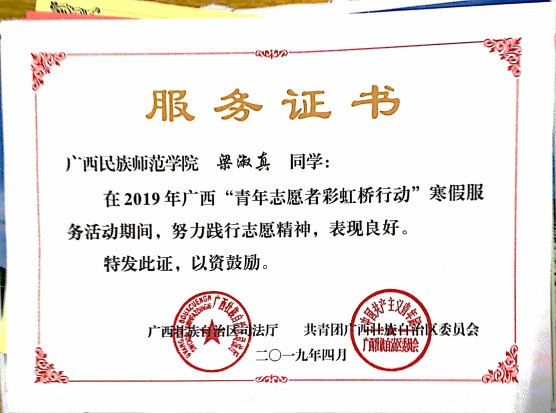 服务证书
广西民族师范学院 梁淑真 同学：
在2019年广西“青年志愿者彩虹桥行动”寒假服
务活动期间，努力践行志愿精神，表现良好。
特发此证，以资鼓励。
广西壮族自治区司法厅 共青团广西壮族自治区委员会
二〇一九年四月